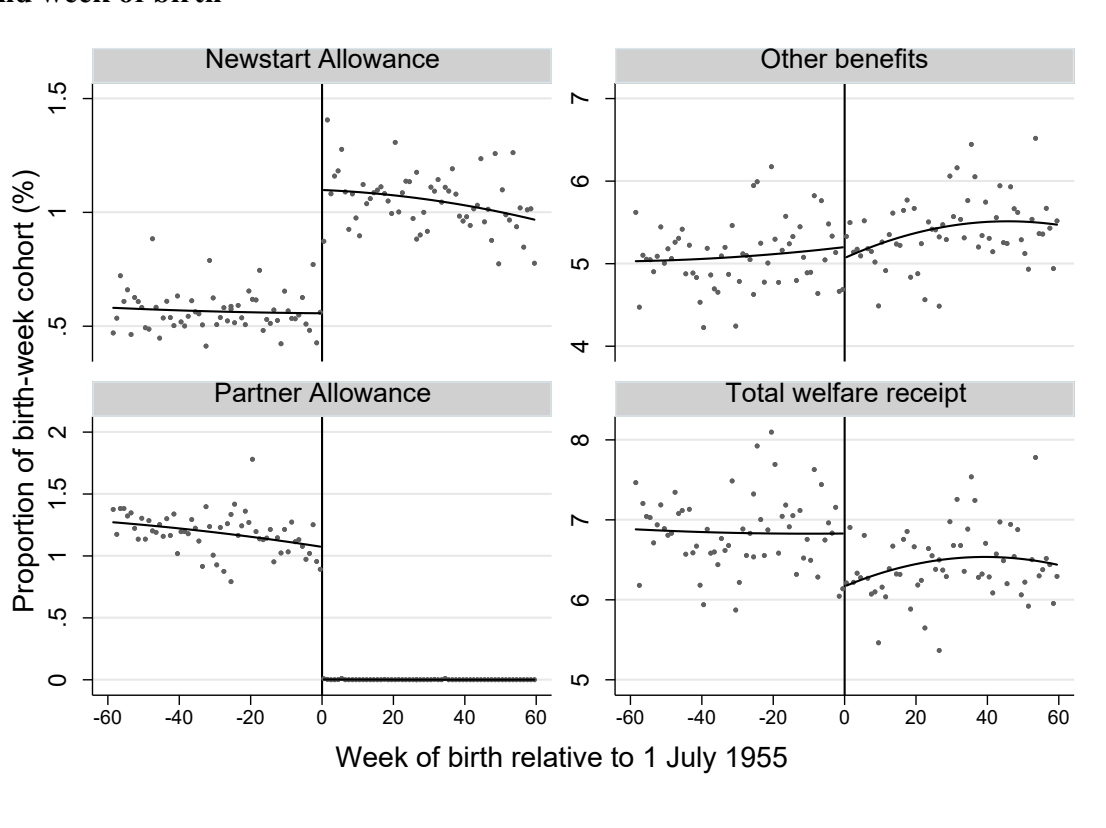 and week of birth
Newstart Allowance
Other benefits
1.5
1
.5
7
6
5
4
Partner Allowance
Total welfare receipt
2
1.5
1
.5
0
8
7
6
5
-60 -40 -20 0 20 40 60
-60 -40 -20 0 20 40 60
Proportion of birth-week cohort (%)
Week of birth relative to 1 July 1955